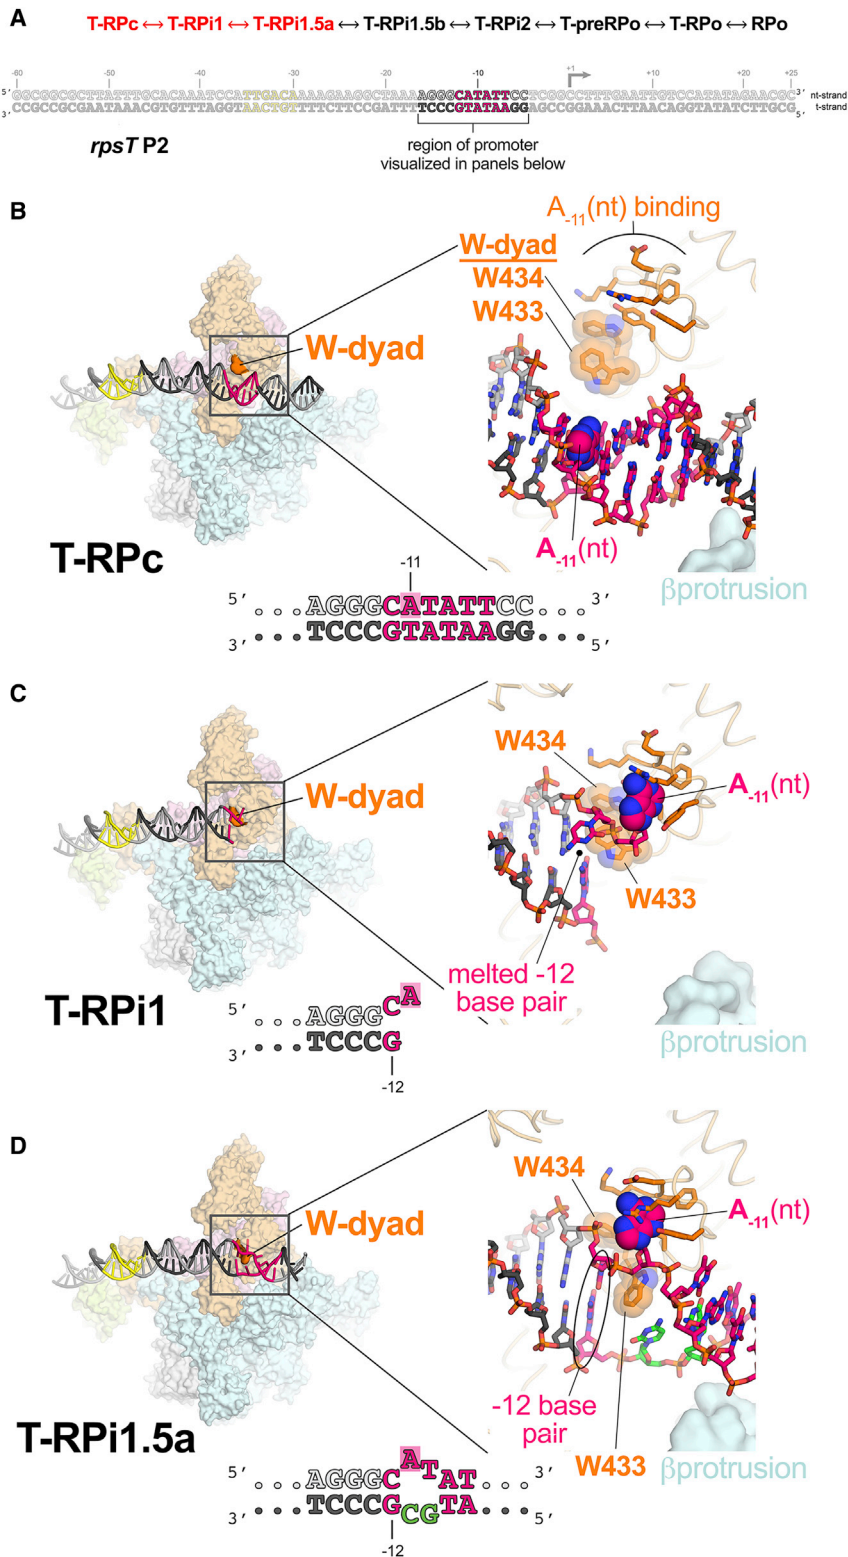 A
T-RPc ↔ T-RPi1 ↔ T-RPi1.5a ↔ T-RPi1.5b ↔ T-RPi2 ↔ T-preRPo ↔ T-RPo ↔ RPo
-60 -50 -40 -30 -20 -10 +1 +10 +20 +25
5′ GGCGGCGCTTATTTGCACAAATCCATTGACAAAAGAAGGCTAAAAGGGCATATTCCTCGGCCTTTGAATTGTCCATATAGAACGC 3′ nt-strand
3′ CCGCCGCGAATAAACGTGTTTAGGTAACTGTTTTCTTCCGATTTTCCCGTATAAGGAGCCGGAAACTTAACAGGTATATCTTGCG 5′ t-strand
rpsT P2
region of promoter
visualized in panels below
B
A-11(nt) binding
W-dyad
W434
W433
W-dyad
A-11(nt)
T-RPc
βprotrusion
-11
5′ ...AGGGCATATTCC... 3′
3′ ...TCCCGTATAAGG... 5′
C
W434
W-dyad
A-11(nt)
W433
melted -12
base pair
T-RPi1
βprotrusion
A
5′ ...AGGGC
3′ ...TCCCG
-12
D
W434
W-dyad
A-11(nt)
-12 base
pair
T-RPi1.5a
W433
βprotrusion
5′ ...AGGGCATAT... 3′
3′ ...TCCCGCGTA... 5′
-12